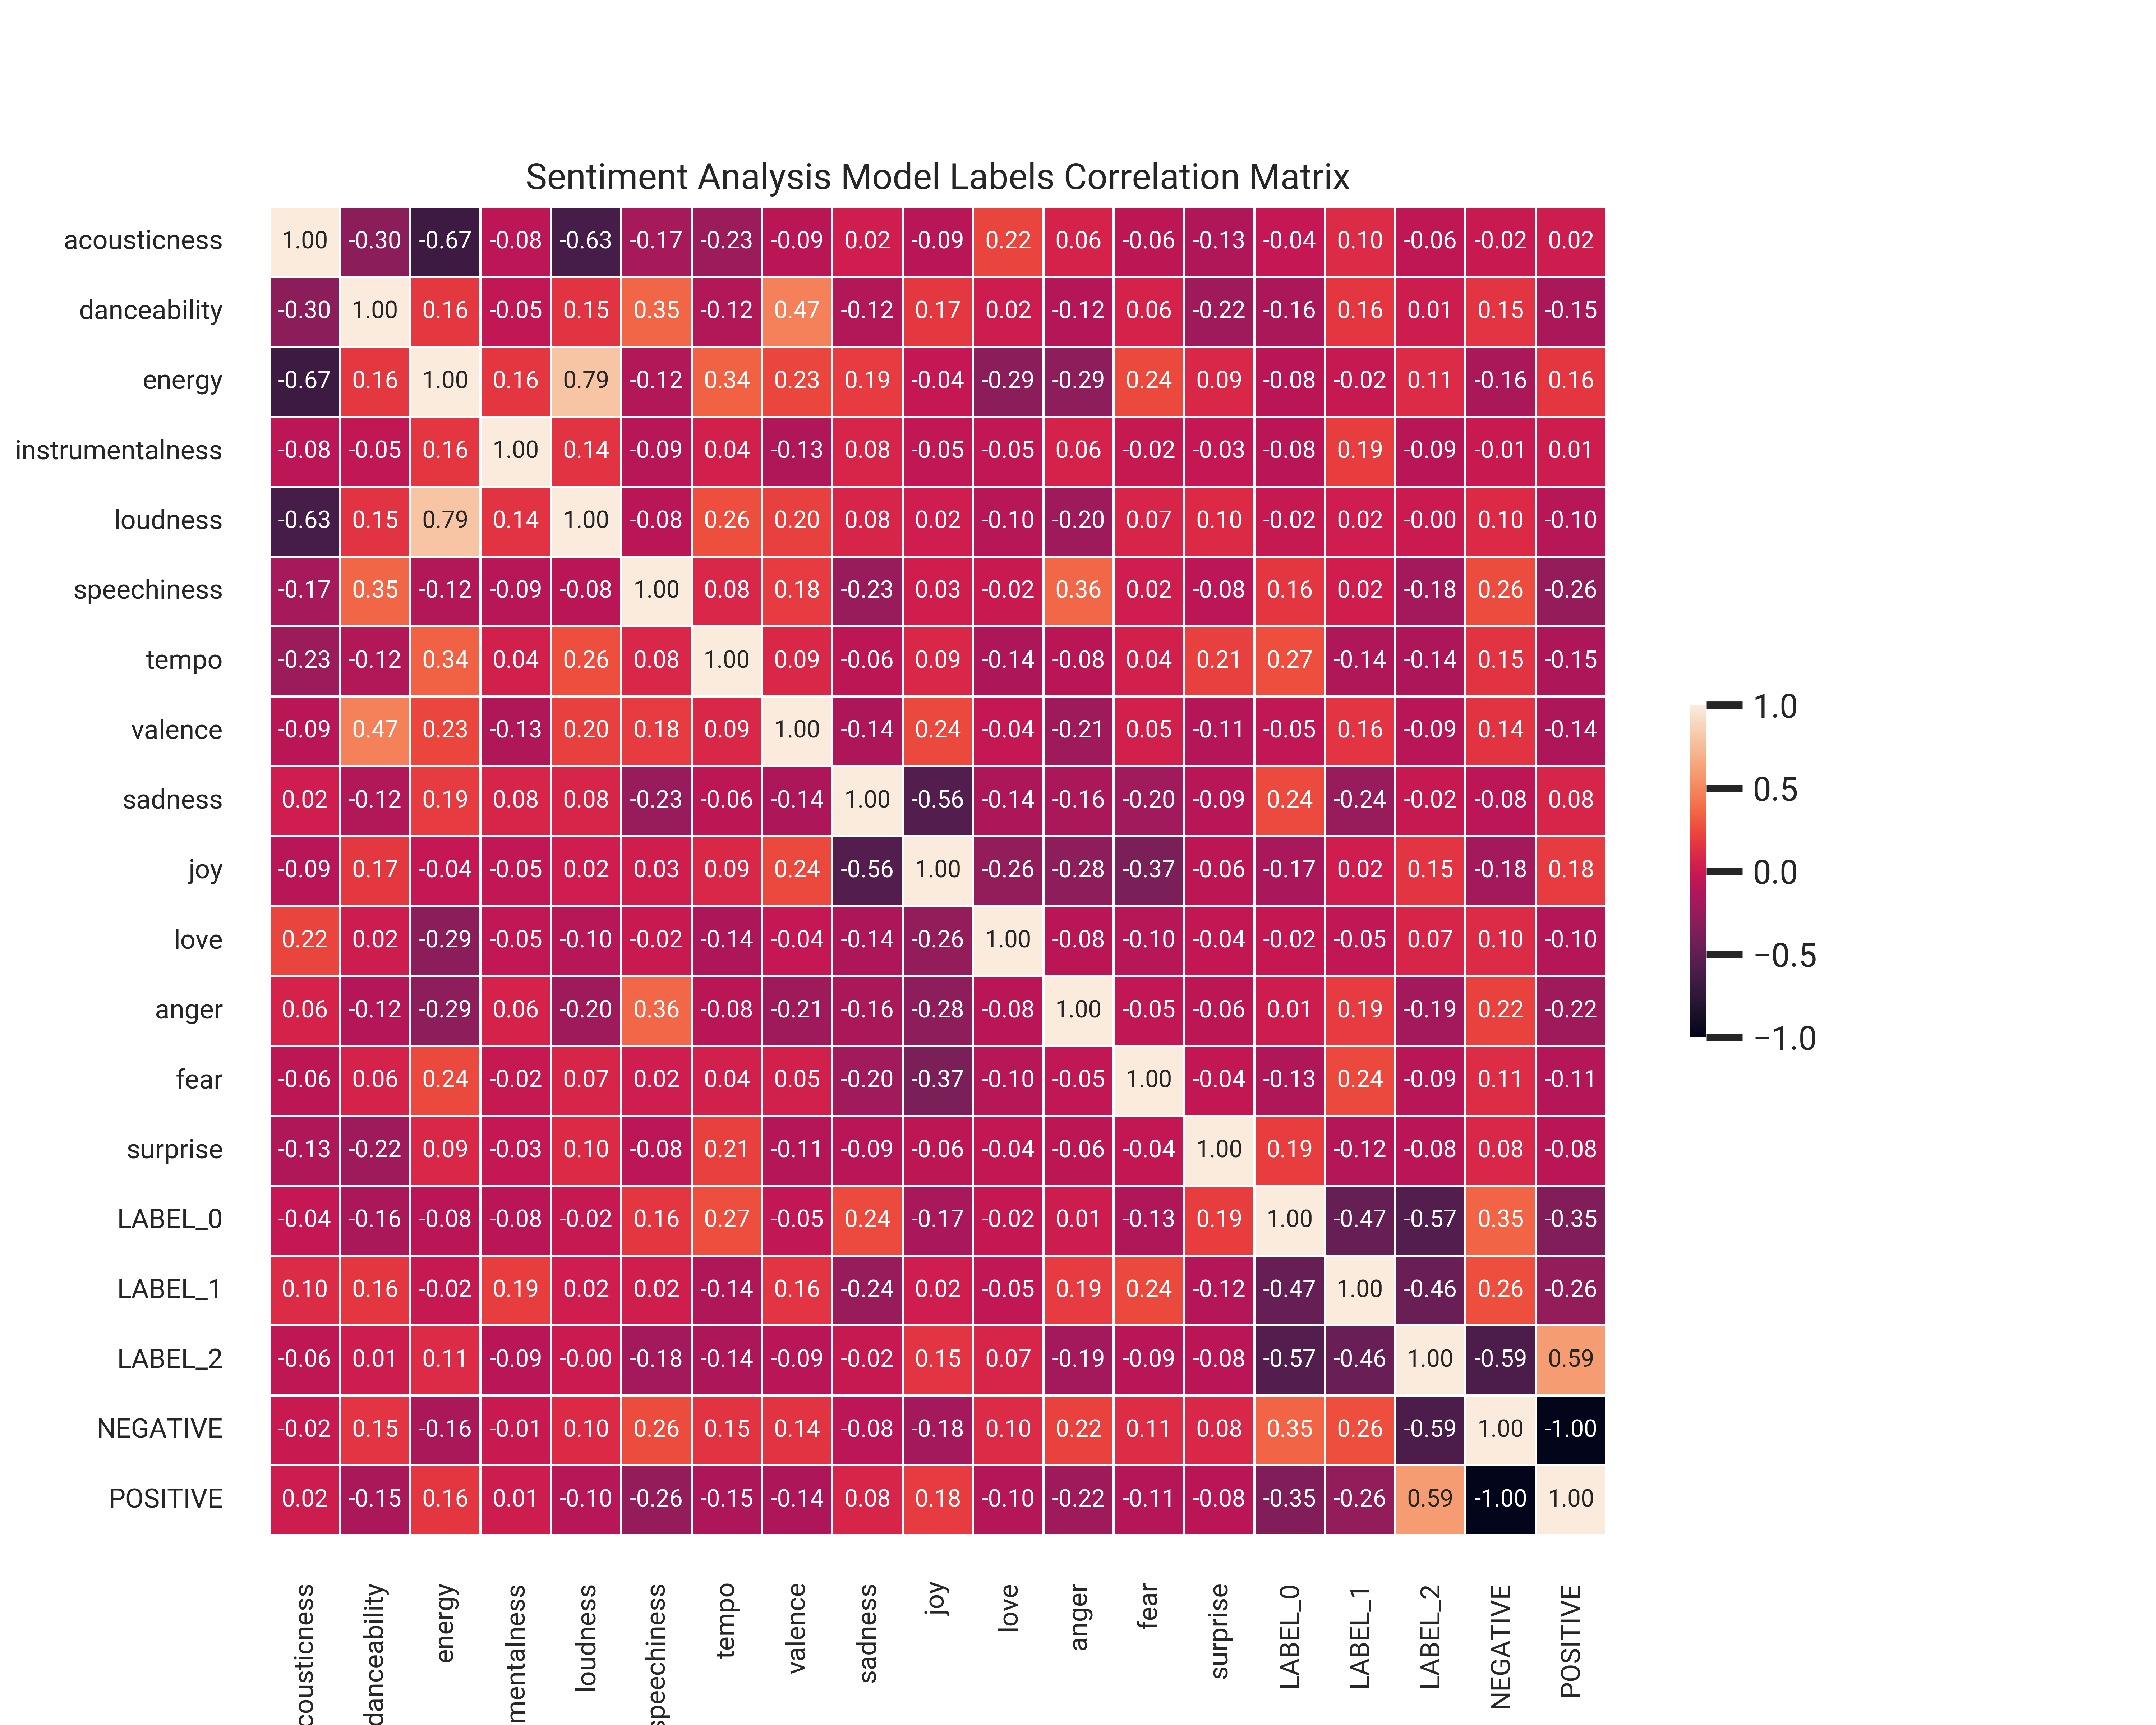 Sentiment Analysis Model Labels Correlation Matrix
acousticness 1.00 -0.30 -0.67 -0.08 -0.63 -0.17 -0.23 -0.09 0.02 -0.09 0.22 0.06 -0.06 -0.13 -0.04 0.10 -0.06 -0.02 0.02
danceability -0.30 1.00 0.16 -0.05 0.15 0.35 -0.12 0.47 -0.12 0.17 0.02 -0.12 0.06 -0.22 -0.16 0.16 0.01 0.15 -0.15
energy -0.67 0.16 1.00 0.16 0.79 -0.12 0.34 0.23 0.19 -0.04 -0.29 -0.29 0.24 0.09 -0.08 -0.02 0.11 -0.16 0.16
instrumentalness -0.08 -0.05 0.16 1.00 0.14 -0.09 0.04 -0.13 0.08 -0.05 -0.05 0.06 -0.02 -0.03 -0.08 0.19 -0.09 -0.01 0.01
loudness -0.63 0.15 0.79 0.14 1.00 -0.08 0.26 0.20 0.08 0.02 -0.10 -0.20 0.07 0.10 -0.02 0.02 -0.00 0.10 -0.10
speechiness -0.17 0.35 -0.12 -0.09 -0.08 1.00 0.08 0.18 -0.23 0.03 -0.02 0.36 0.02 -0.08 0.16 0.02 -0.18 0.26 -0.26
tempo -0.23 -0.12 0.34 0.04 0.26 0.08 1.00 0.09 -0.06 0.09 -0.14 -0.08 0.04 0.21 0.27 -0.14 -0.14 0.15 -0.15
valence -0.09 0.47 0.23 -0.13 0.20 0.18 0.09 1.00 -0.14 0.24 -0.04 -0.21 0.05 -0.11 -0.05 0.16 -0.09 0.14 -0.14
sadness 0.02 -0.12 0.19 0.08 0.08 -0.23 -0.06 -0.14 1.00 -0.56 -0.14 -0.16 -0.20 -0.09 0.24 -0.24 -0.02 -0.08 0.08
joy -0.09 0.17 -0.04 -0.05 0.02 0.03 0.09 0.24 -0.56 1.00 -0.26 -0.28 -0.37 -0.06 -0.17 0.02 0.15 -0.18 0.18
love 0.22 0.02 -0.29 -0.05 -0.10 -0.02 -0.14 -0.04 -0.14 -0.26 1.00 -0.08 -0.10 -0.04 -0.02 -0.05 0.07 0.10 -0.10
anger 0.06 -0.12 -0.29 0.06 -0.20 0.36 -0.08 -0.21 -0.16 -0.28 -0.08 1.00 -0.05 -0.06 0.01 0.19 -0.19 0.22 -0.22
fear -0.06 0.06 0.24 -0.02 0.07 0.02 0.04 0.05 -0.20 -0.37 -0.10 -0.05 1.00 -0.04 -0.13 0.24 -0.09 0.11 -0.11
surprise -0.13 -0.22 0.09 -0.03 0.10 -0.08 0.21 -0.11 -0.09 -0.06 -0.04 -0.06 -0.04 1.00 0.19 -0.12 -0.08 0.08 -0.08
LABEL_0 -0.04 -0.16 -0.08 -0.08 -0.02 0.16 0.27 -0.05 0.24 -0.17 -0.02 0.01 -0.13 0.19 1.00 -0.47 -0.57 0.35 -0.35
LABEL_1 0.10 0.16 -0.02 0.19 0.02 0.02 -0.14 0.16 -0.24 0.02 -0.05 0.19 0.24 -0.12 -0.47 1.00 -0.46 0.26 -0.26
LABEL_2 -0.06 0.01 0.11 -0.09 -0.00 -0.18 -0.14 -0.09 -0.02 0.15 0.07 -0.19 -0.09 -0.08 -0.57 -0.46 1.00 -0.59 0.59
NEGATIVE -0.02 0.15 -0.16 -0.01 0.10 0.26 0.15 0.14 -0.08 -0.18 0.10 0.22 0.11 0.08 0.35 0.26 -0.59 1.00 -1.00
POSITIVE 0.02 -0.15 0.16 0.01 -0.10 -0.26 -0.15 -0.14 0.08 0.18 -0.10 -0.22 -0.11 -0.08 -0.35 -0.26 0.59 -1.00 1.00
cousticness
danceability
energy
mentalness
loudness
speechiness
tempo
valence
sadness
joy
love
anger
fear
surprise
LABEL_0
LABEL_1
LABEL_2
NEGATIVE
POSITIVE
1.0
0.5
0.0
−0.5
−1.0